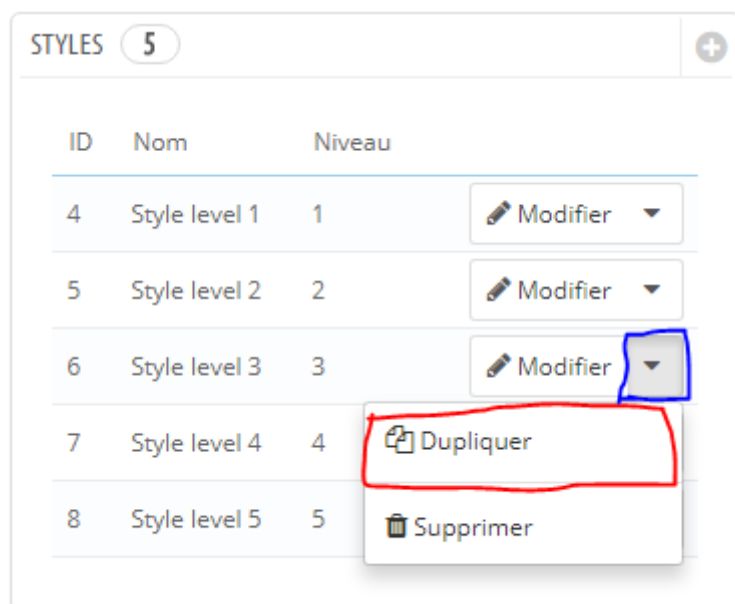 STYLES 5
ID Nom Niveau
4 Style level 1 1 Modifier
5 Style level 2 2 Modifier
6 Style level 3 3 Modifier
7 Style level 4 4 Dupliquer
8 Style level 5 5 Supprimer